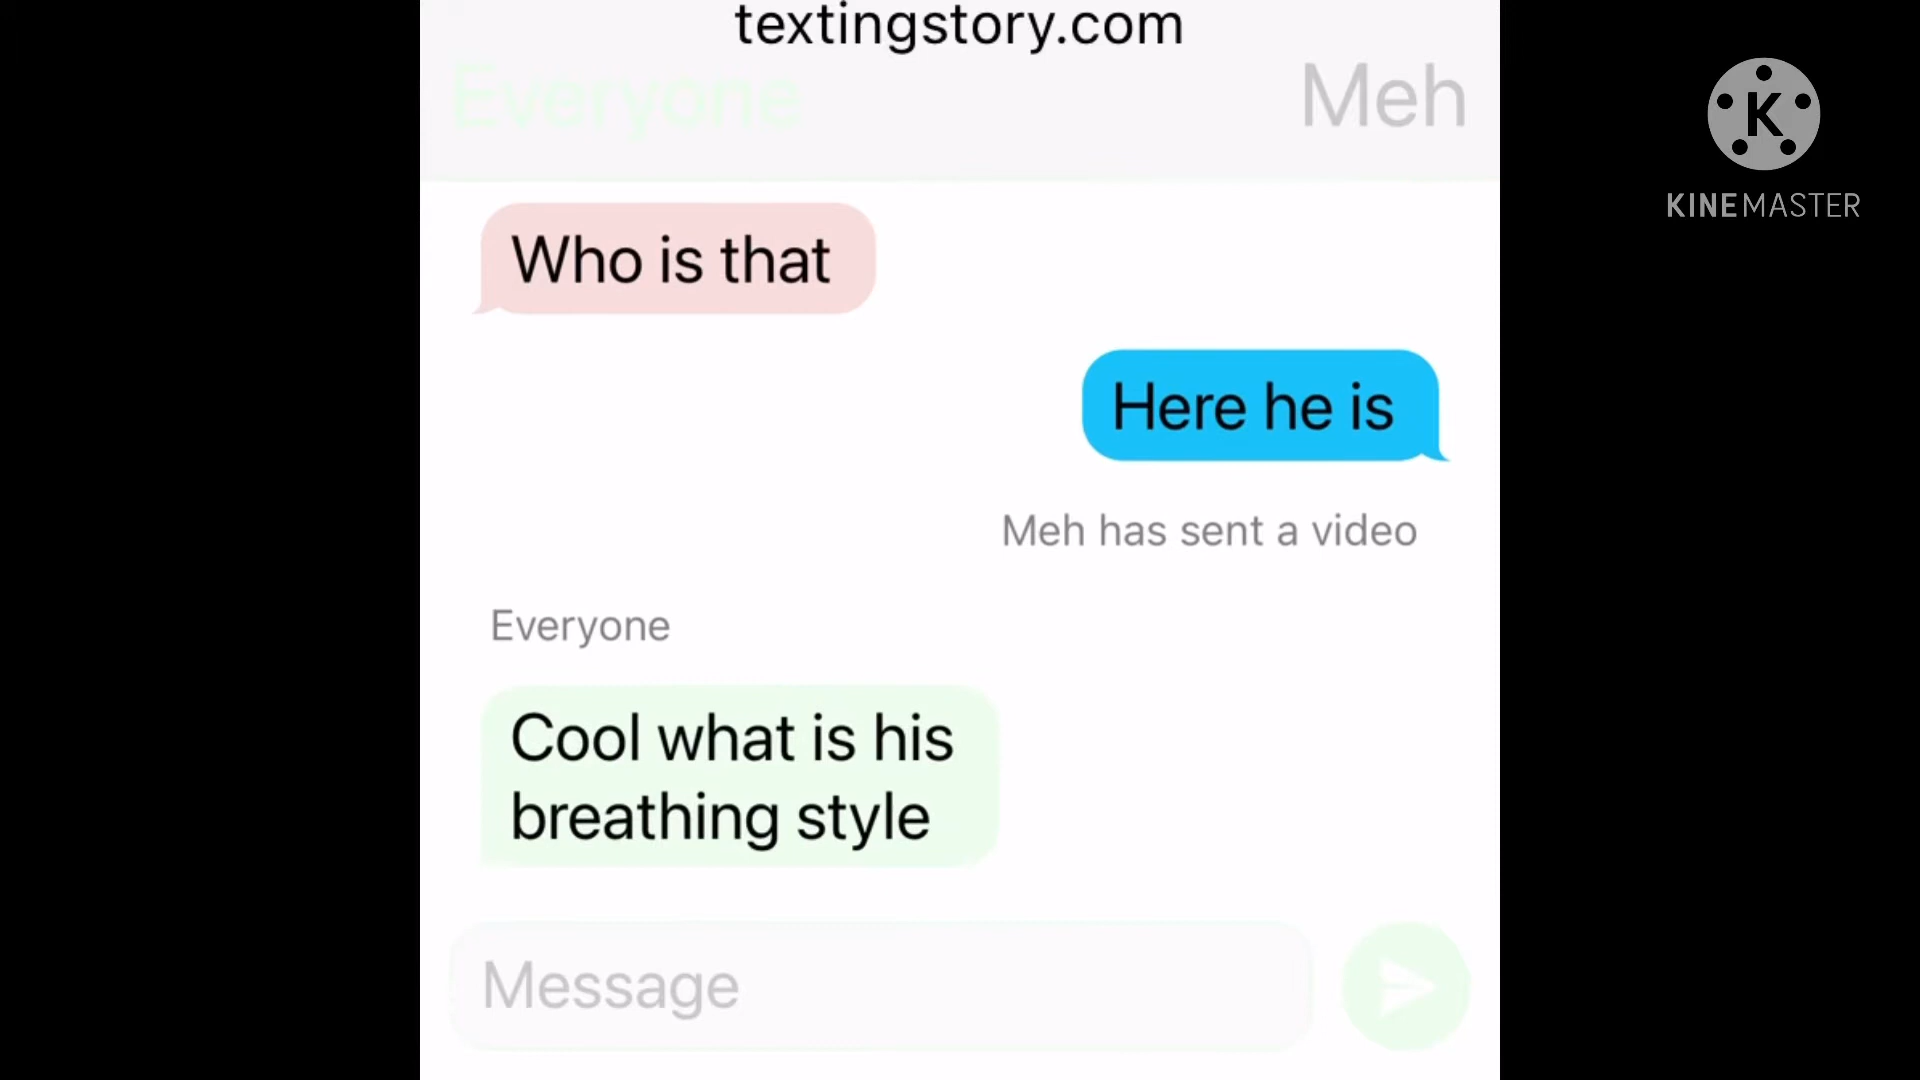 textingstory.com
Everyone
Meh
K
KINEMASTER
Who is that
Here he is
Meh has sent a video
Everyone
Cool what is his
breathing style
Message